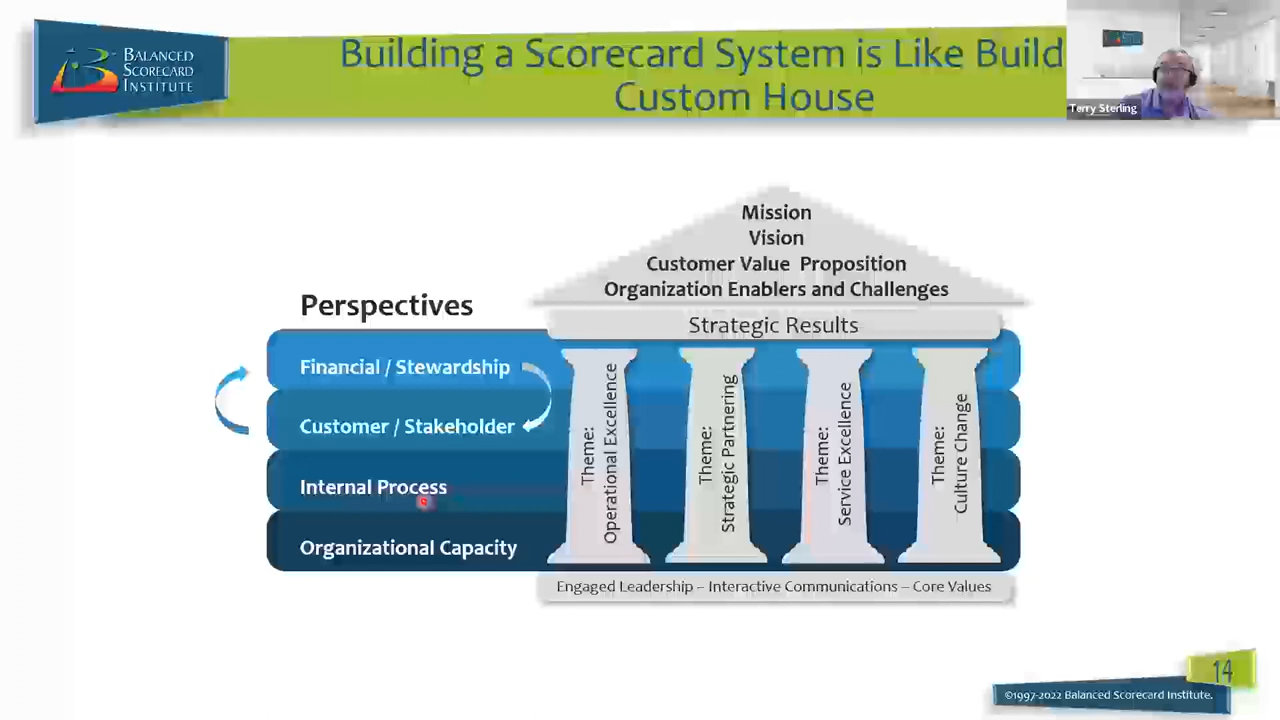 BALANCED
SCORECARD
INSTITUTE
Building a Scorecard System is Like Build
Custom House
Terry Sterling
Mission
Vision
Customer Value Proposition
Organization Enablers and Challenges
Strategic Results
Perspectives
Financial / Stewardship
Customer / Stakeholder
Internal Process
Organizational Capacity
Theme:
Operational Excellence
Theme:
Strategic Partnering
Theme:
Service Excellence
Theme:
Culture Change
Engaged Leadership – Interactive Communications – Core Values
14
©1997-2022 Balanced Scorecard Institute.